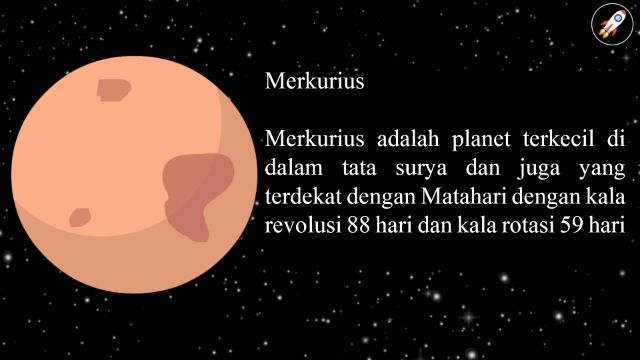 Merkurius
Merkurius adalah planet terkecil di
dalam tata surya dan juga yang
terdekat dengan Matahari dengan kala
revolusi 88 hari dan kala rotasi 59 hari